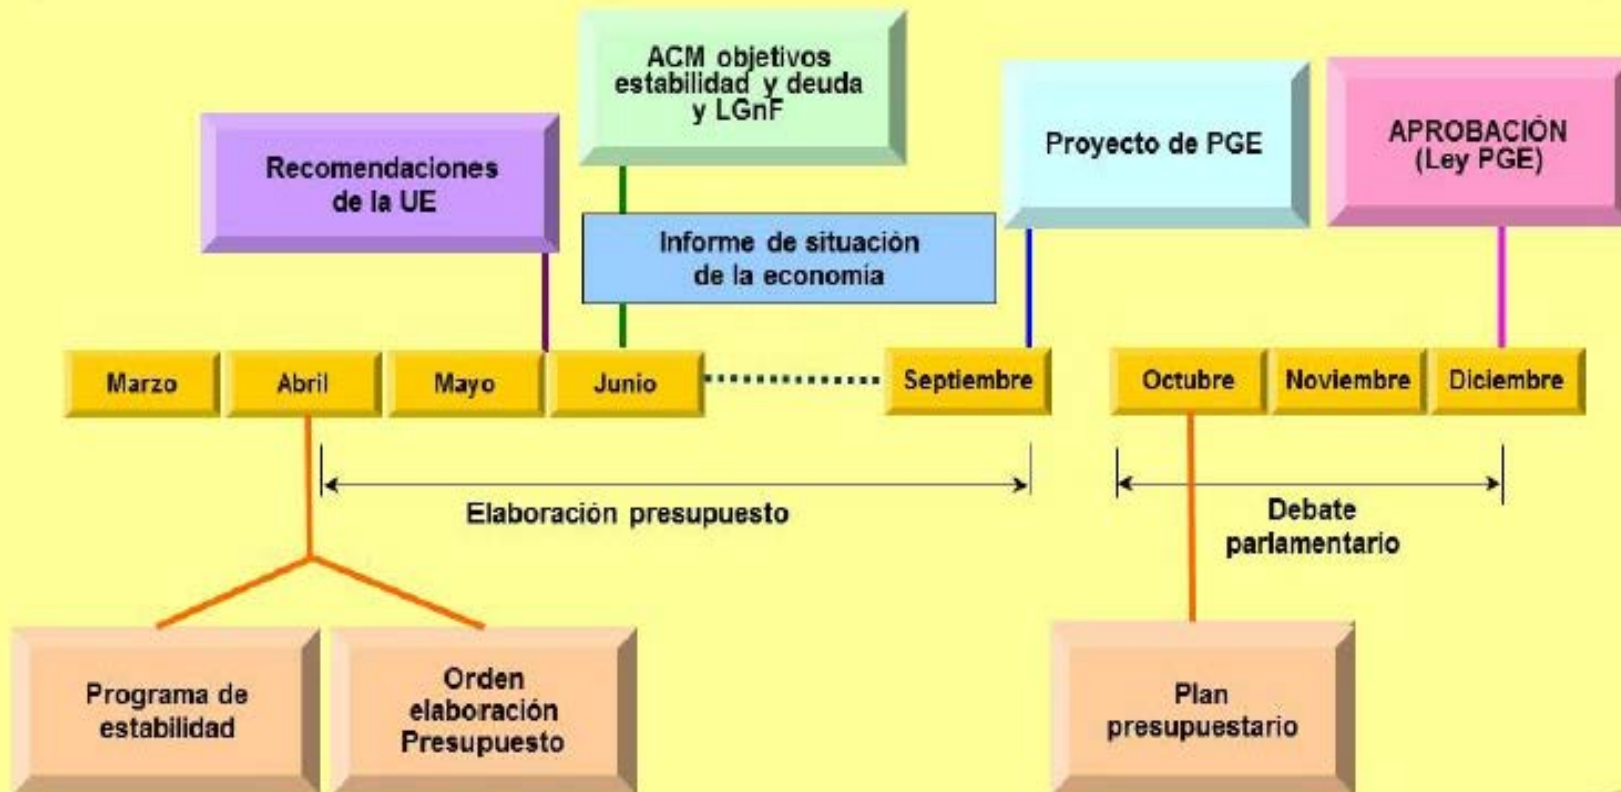 ACM objetivos
estabilidad y deuda
y LGnF
Recomendaciones
de la UE
Proyecto de PGE
APROBACIÓN
(Ley PGE)
Informe de situación
de la economía
Marzo
Abril
Mayo
Junio
Septiembre
Octubre
Noviembre
Diciembre
Elaboración presupuesto
Debate
parlamentario
Programa de
estabilidad
Orden
elaboración
Presupuesto
Plan
presupuestario